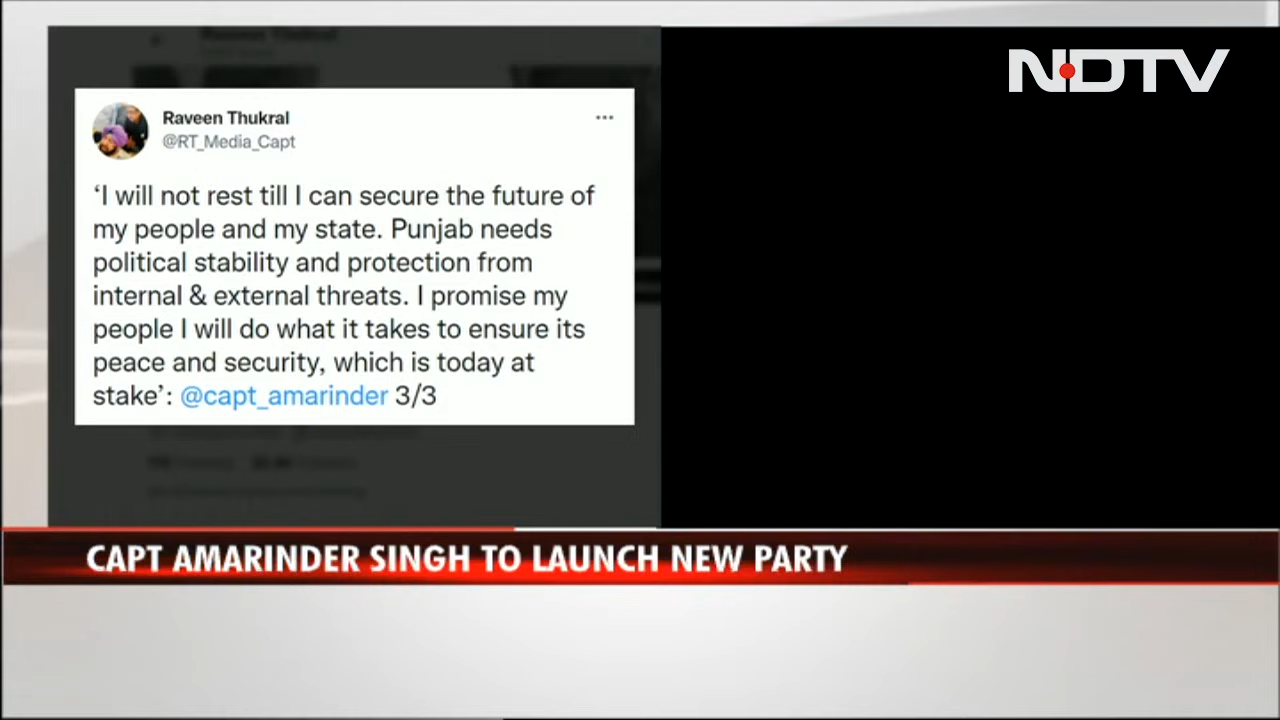 NDTV
Raveen Thukral
@RT_Media_Capt
‘I will not rest till I can secure the future of
my people and my state. Punjab needs
political stability and protection from
internal & external threats. I promise my
people I will do what it takes to ensure its
peace and security, which is today at
stake’: @capt_amarinder 3/3
CAPT AMARINDER SINGH TO LAUNCH NEW PARTY